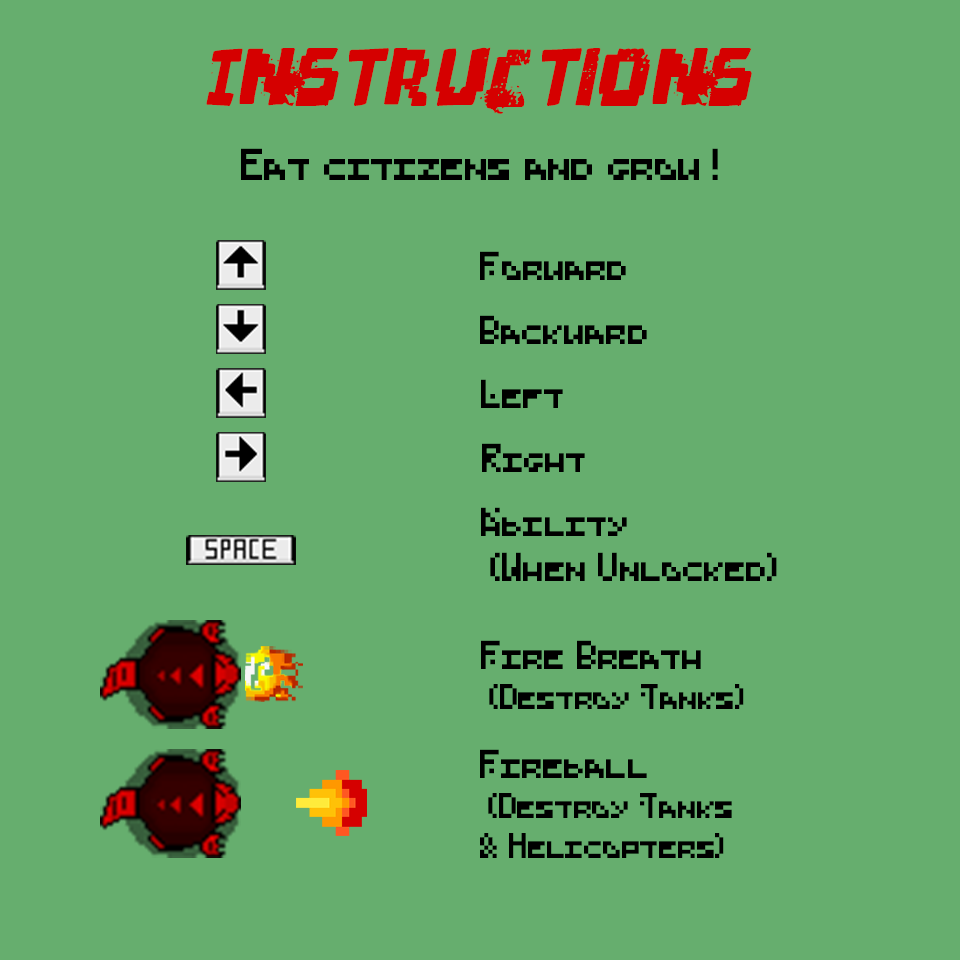 INSTRUCTIONS
Eat citizens and grow!
Forward
Backward
Left
Right
Ability
SPACE
(When Unlocked)
Fire Breath
(Destroy Tanks)
Fireball
(Destroy Tanks
& Helicopters)